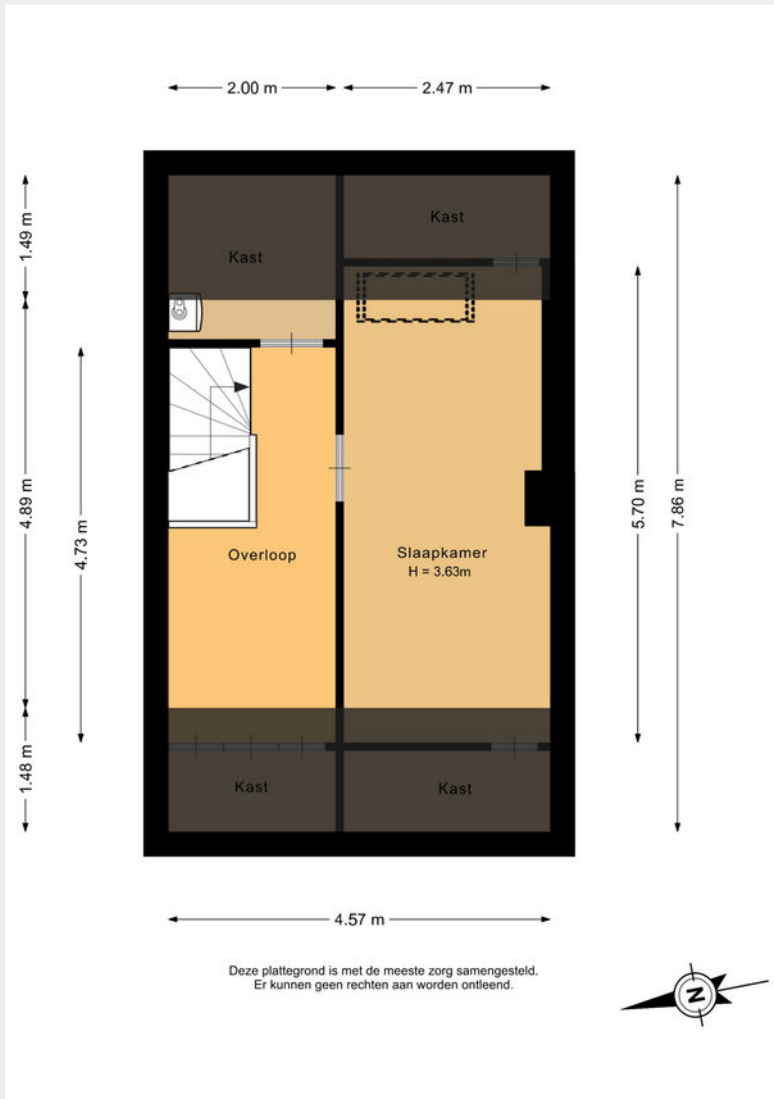 2.00 m
2.47 m
1.49 m
Kast
Kast
4.89 m
4.73 m
5.70 m
7.86 m
Overloop
Slaapkamer
H = 3.63m
1.48 m
Kast
Kast
4.57 m
Deze plattegrond is met de meeste zorg samengesteld.
Er kunnen geen rechten aan worden ontleend.
N